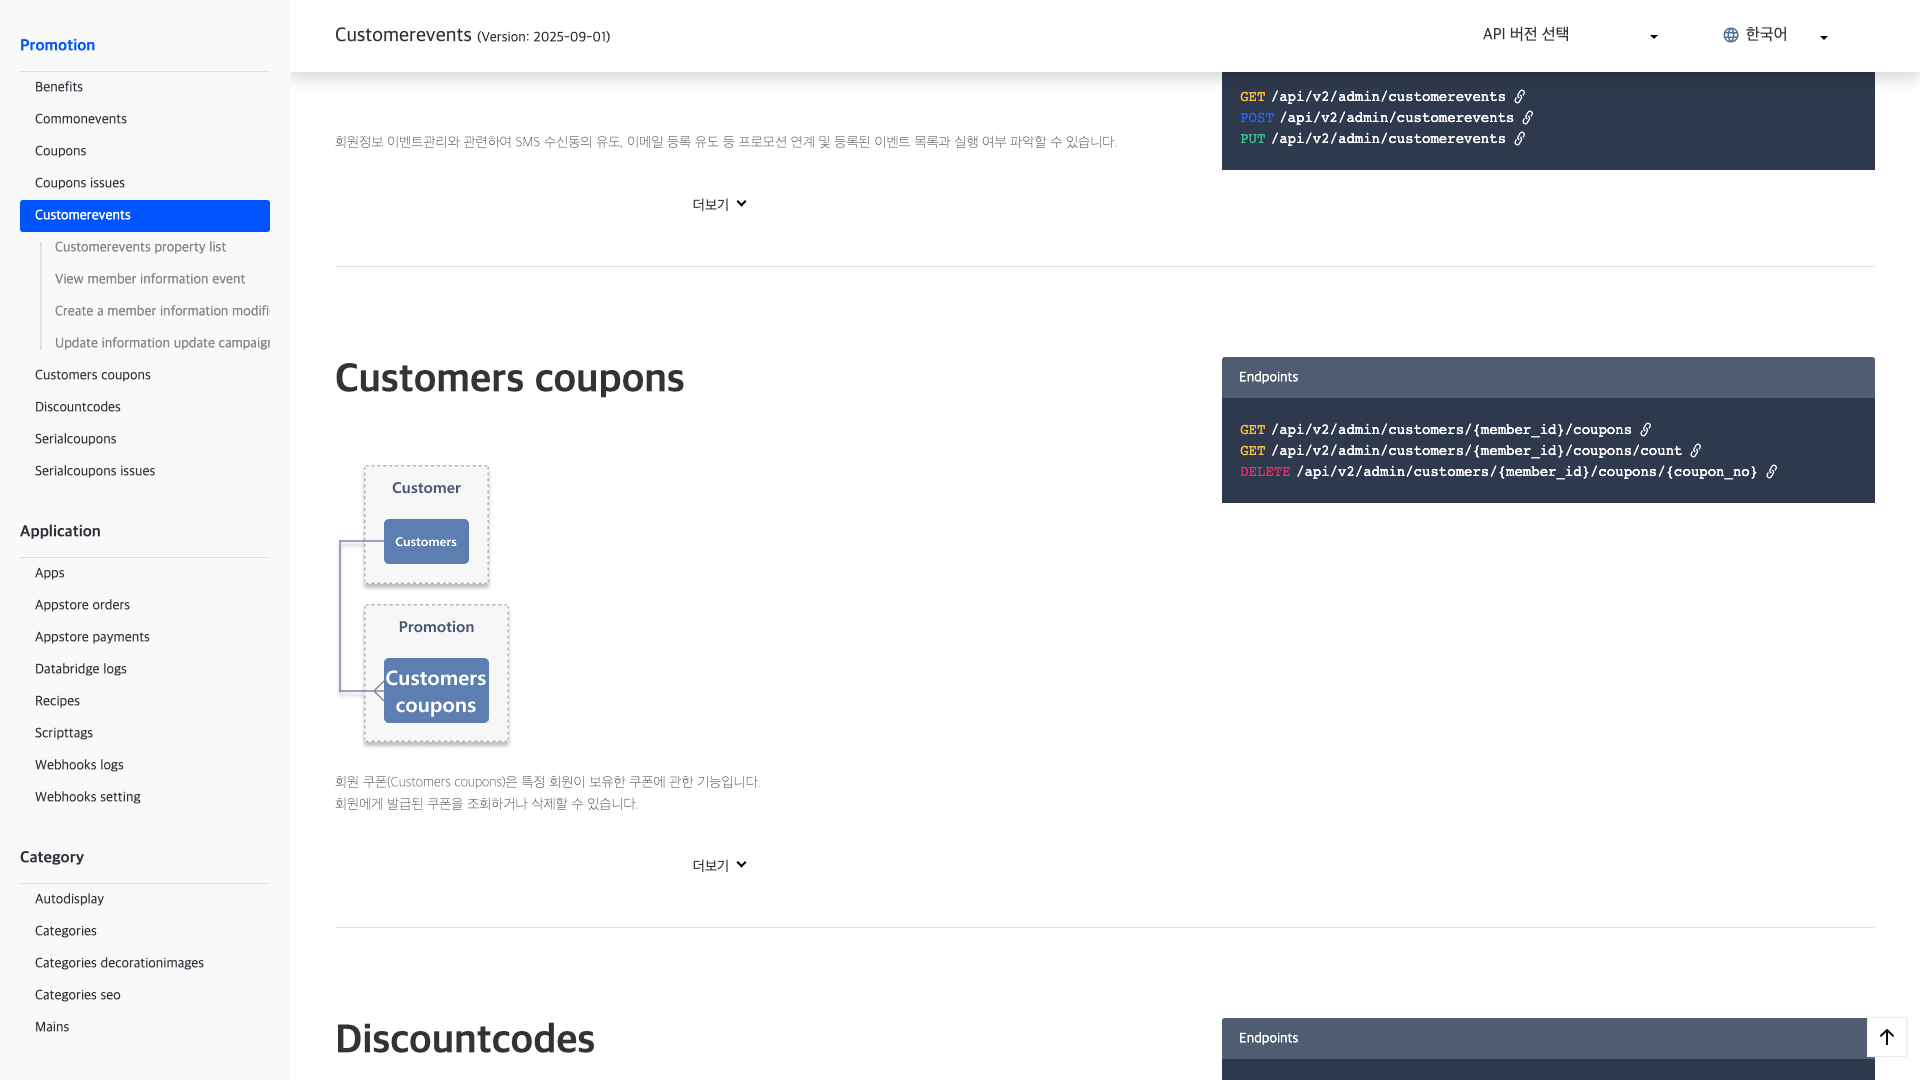 Promotion
Benefits
Commonevents
Coupons
Coupons issues
Customerevents
Customerevents property list
View member information event
Create a member information modifi
Update information update campaign
Customers coupons
Discountcodes
Serialcoupons
Serialcoupons issues
Application
Apps
Appstore orders
Appstore payments
Databridge logs
Recipes
Scripttags
Webhooks logs
Webhooks setting
Category
Autodisplay
Categories
Categories decorationimages
Categories seo
Mains
Customerevents (Version: 2025-09-01)
API 버전 선택
한국어
GET /api/v2/admin/customerevents
POST /api/v2/admin/customerevents
PUT /api/v2/admin/customerevents
회원정보 이벤트관리와 관련하여 SMS 수신동의 유도, 이메일 등록 유도 등 프로모션 연계 및 등록된 이벤트 목록과 실행 여부 파악할 수 있습니다.
더보기
Customers coupons
Endpoints
GET /api/v2/admin/customers/{member_id}/coupons
GET /api/v2/admin/customers/{member_id}/coupons/count
DELETE /api/v2/admin/customers/{member_id}/coupons/{coupon_no}
Customer
Customers
Promotion
Customers
coupons
회원 쿠폰(Customers coupons)은 특정 회원이 보유한 쿠폰에 관한 기능입니다.
회원에게 발급된 쿠폰을 조회하거나 삭제할 수 있습니다.
더보기
Discountcodes
Endpoints